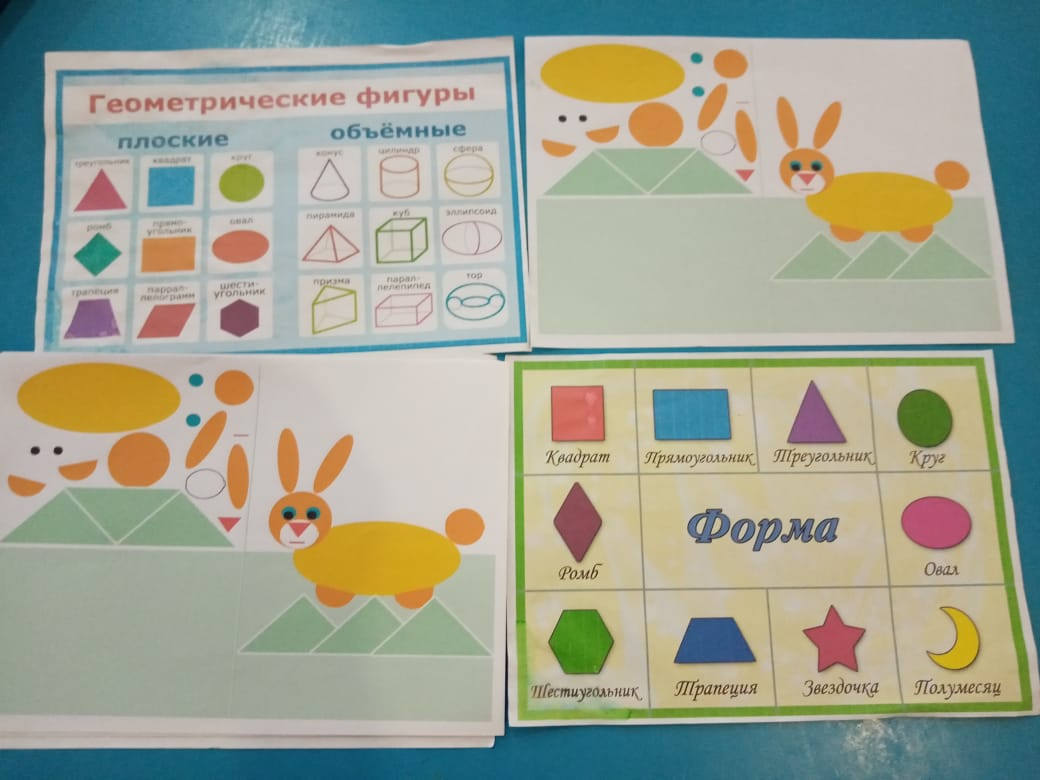 Геометрические фигуры
плоские
объёмные
треугольник
квадрат
круг
конус
цилиндр
сфера
ромб
прямо-
угольник
овал
пирамида
куб
эллипсоид
трапеция
паррал-
лелограмм
шести-
угольник
призма
парал-
лелепипед
тор
Квадрат
Прямоугольник
Треугольник
Круг
Ромб
Форма
Овал
Шестиугольник
Трапеция
Звездочка
Полумесяц